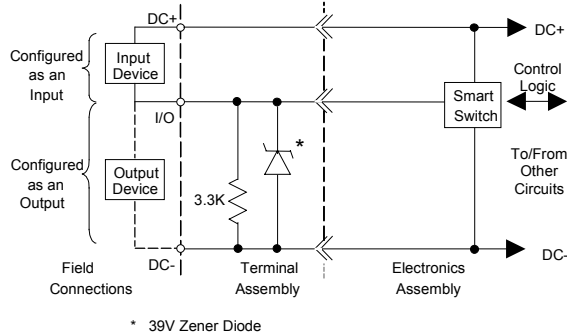 DC+
DC+
Configured
as an
Input
Input
Device
I/O
Smart
Switch
Control
Logic
Configured
as an
Output
Output
Device
3.3K
*
To/From
Other
Circuits
DC-
DC-
Field
Connections
Terminal
Assembly
Electronics
Assembly
* 39V Zener Diode